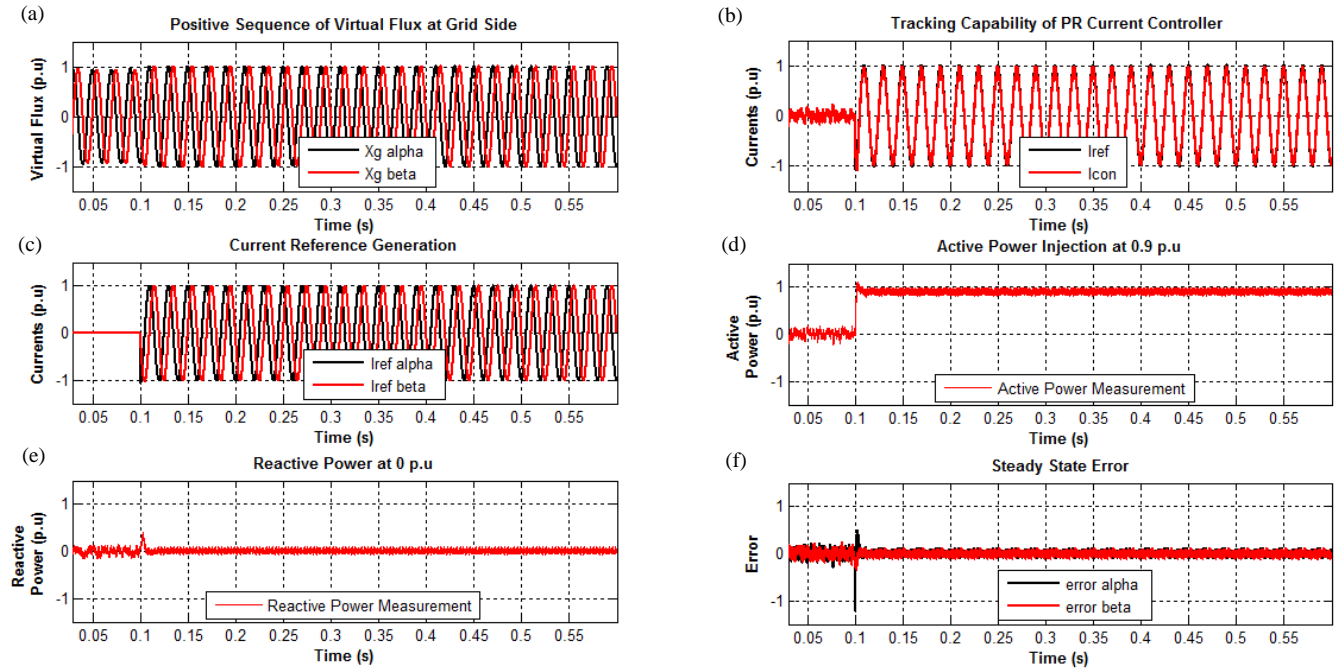 (a)
Positive Sequence of Virtual Flux at Grid Side
Virtual Flux (p.u)
1
0
-1
Xg alpha
Xg beta
0.05 0.1 0.15 0.2 0.25 0.3 0.35 0.4 0.45 0.5 0.55
Time (s)
(b)
Tracking Capability of PR Current Controller
Currents (p.u)
1
0
-1
Iref
Icon
0.05 0.1 0.15 0.2 0.25 0.3 0.35 0.4 0.45 0.5 0.55
Time (s)
(c)
Current Reference Generation
Currents (p.u)
1
0
-1
Iref alpha
Iref beta
0.05 0.1 0.15 0.2 0.25 0.3 0.35 0.4 0.45 0.5 0.55
Time (s)
(d)
Active Power Injection at 0.9 p.u
Active
Power (p.u)
1
0
-1
Active Power Measurement
0.05 0.1 0.15 0.2 0.25 0.3 0.35 0.4 0.45 0.5 0.55
Time (s)
(e)
Reactive Power at 0 p.u
Reactive
Power (p.u)
1
0
-1
Reactive Power Measurement
0.05 0.1 0.15 0.2 0.25 0.3 0.35 0.4 0.45 0.5 0.55
Time (s)
(f)
Steady State Error
Error
1
0
-1
error alpha
error beta
0.05 0.1 0.15 0.2 0.25 0.3 0.35 0.4 0.45 0.5 0.55
Time (s)